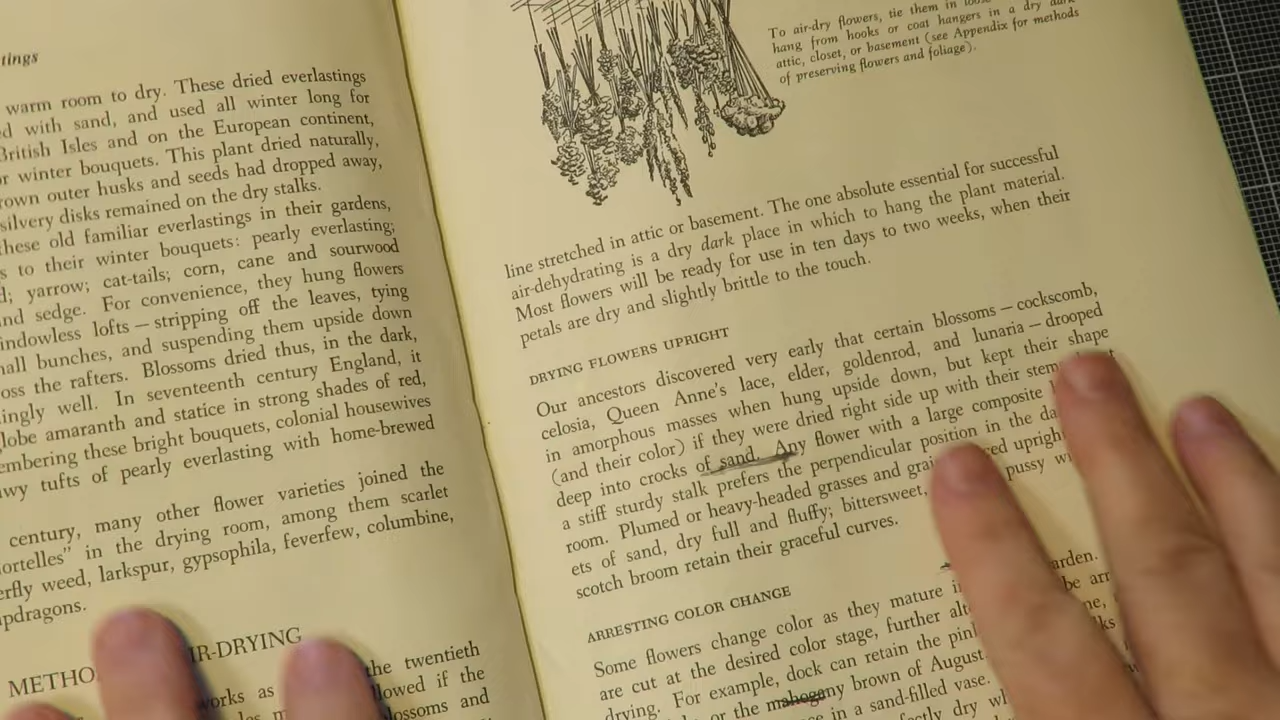 tings
warm room to dry. These dried everlastings
with sand, and used all winter long for
British Isles and on the European continent,
winter bouquets. This plant dried naturally,
outer husks and seeds had dropped away,
silvery disks remained on the dry stalks.
these old familiar everlastings in their gardens,
to their winter bouquets: pearly everlasting;
yarrow; cat-tails; corn, cane and sourwood
sedge. For convenience, they hung flowers
lofts – stripping off the leaves, tying
bunches, and suspending them upside down
the rafters. Blossoms dried thus, in the dark,
well. In seventeenth century England, it
globe amaranth and statice in strong shades of red,
these bright bouquets, colonial housewives
tufts of pearly everlasting with home-brewed
century, many other flower varieties joined the
in the drying room, among them scarlet
weed, larkspur, gypsophila, feverfew, columbine,
the twentieth
works as
lowed if the
ossoms and
To air-dry flowers, tie them in
hang from hooks or coat hangers in a dry dark
attic, closet, or basement (see Appendix for methods
of preserving flowers and foliage).
line stretched in attic or basement. The one absolute essential for successful
air-dehydrating is a dry dark place in which to hang the plant material.
Most flowers will be ready for use in ten days to two weeks, when their
petals are dry and slightly brittle to the touch.
DRYING FLOWERS UPRIGHT
Our ancestors discovered very early that certain blossoms – cockscomb,
celosia, Queen Anne's lace, elder, goldenrod, and lunaria – drooped
in amorphous masses when hung upside down, but kept their shape
(and their color) if they were dried right side up with their stems
deep into crocks of sand. Any flower with a large composite
a stiff sturdy stalk prefers the perpendicular position in the
room. Plumed or heavy-headed grasses and upright
ets of sand, dry full and fluffy; bittersweet, pussy
scotch broom retain their graceful curves.
ARRESTING COLOR CHANGE
Some flowers change color as they mature
are cut at the desired color stage, further
drying. For example, dock can retain the
or the mahogany brown of August.
in a sand-filled vase.
dry